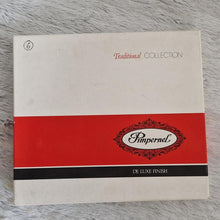 6
Traditional COLLECTION
Pimpernel
DE LUXE FINISH